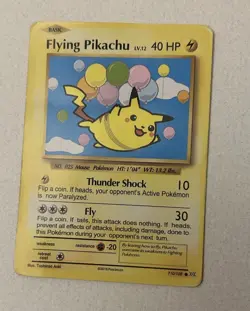 BASIC
Flying Pikachu LV.12 40 HP
NO. 025 Mouse Pokémon HT: 1'04" WT: 13.2 lbs.
Thunder Shock 10
Flip a coin. If heads, your opponent's Active Pokémon
is now Paralyzed.
Fly 30
Flip a coin. If tails, this attack does nothing. If heads,
prevent all effects of attacks, including damage, done to
this Pokémon during your opponent's next turn.
weakness resistance -20 retreat cost
Illus. Toshinao Aoki